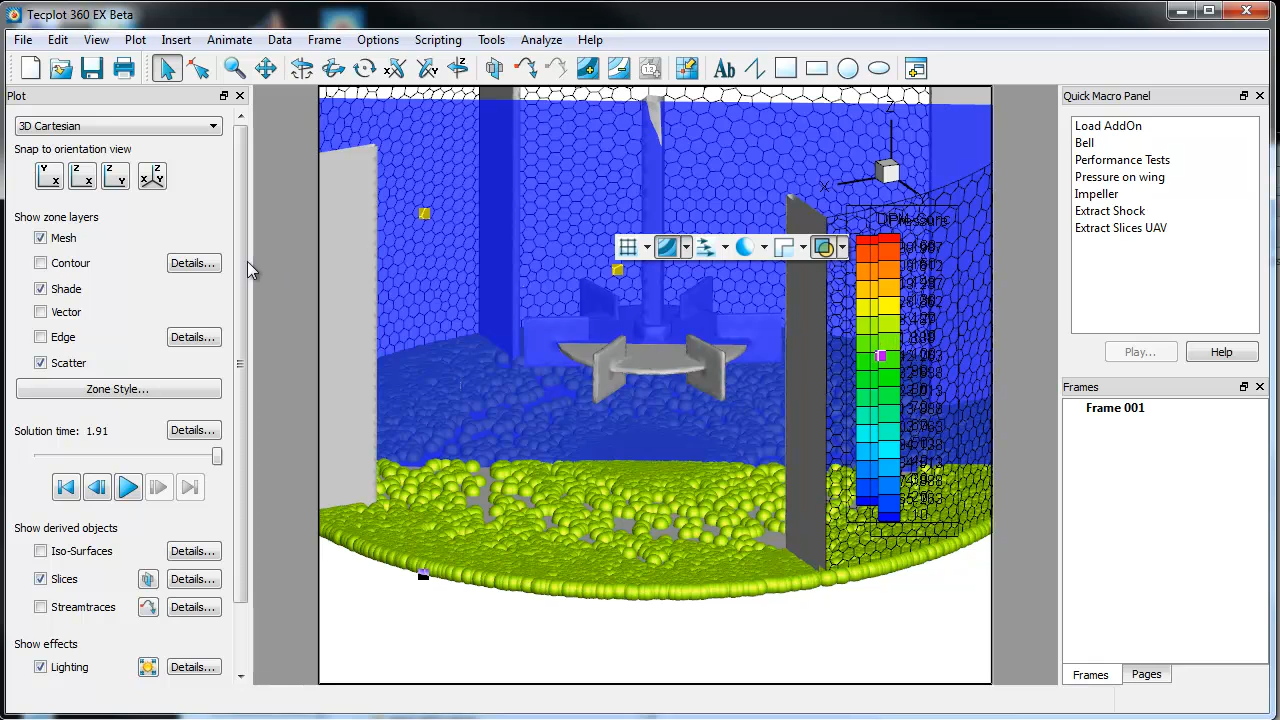 Tecplot 360 EX Beta
File Edit View Plot Insert Animate Data Frame Options Scripting Tools Analyze Help
Ab
Plot
3D Cartesian
Snap to orientation view
Y X Z X Z Y Z X Y
Show zone layers
Mesh
Contour Details...
Shade
Vector
Edge Details...
Scatter
Zone Style...
Solution time: 1.91 Details...
Show derived objects
Iso-Surfaces Details...
Slices Details...
Streamtraces Details...
Show effects
Lighting Details...
Z
X
Pressure
Quick Macro Panel
Load AddOn
Bell
Performance Tests
Pressure on wing
Impeller
Extract Shock
Extract Slices UAV
Play... Help
Frames
Frame 001
Frames Pages